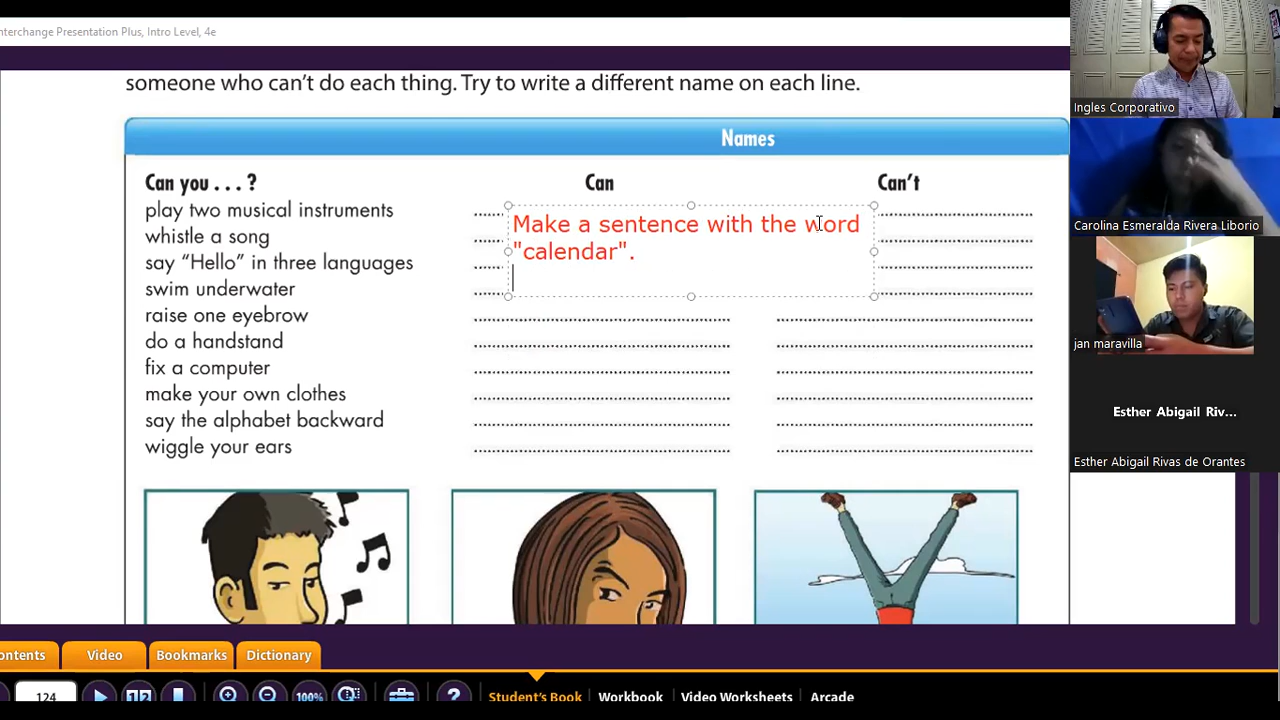 nterchange Presentation Plus, Intro Level, 4e
someone who can't do each thing. Try to write a different name on each line.
Names
Can you . . . ?
Can
Can't
play two musical instruments
whistle a song
say “Hello” in three languages
swim underwater
raise one eyebrow
do a handstand
fix a computer
make your own clothes
say the alphabet backward
wiggle your ears
Make a sentence with the word
"calendar".
Ingles Corporativo
Carolina Esmeralda Rivera Liborio
jan maravilla
Esther Abigail Riv...
Esther Abigail Rivas de Orantes
ontents
Video
Bookmarks
Dictionary
124
1 2
100%
?
Student's Book
Workbook
Video Worksheets
Arcade